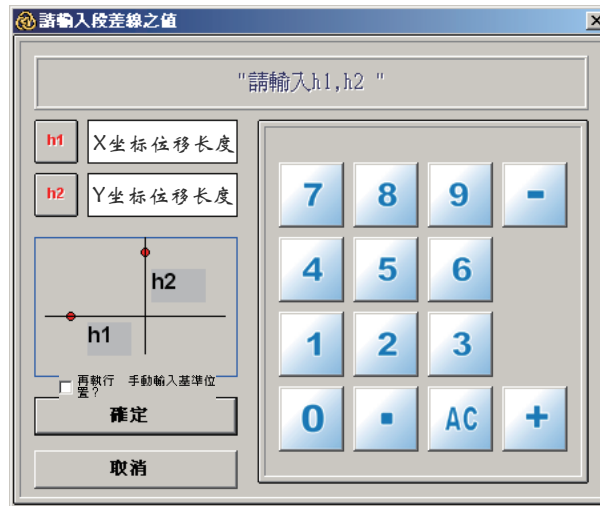 請輸入段差線之值
"請輸入h1,h2 "
h1 X坐标位移长度
h2 Y坐标位移长度
7 8 9 -
4 5 6
1 2 3
0 . AC +
h2
h1
再執行 手動輸入基準位
置?
確定
取消